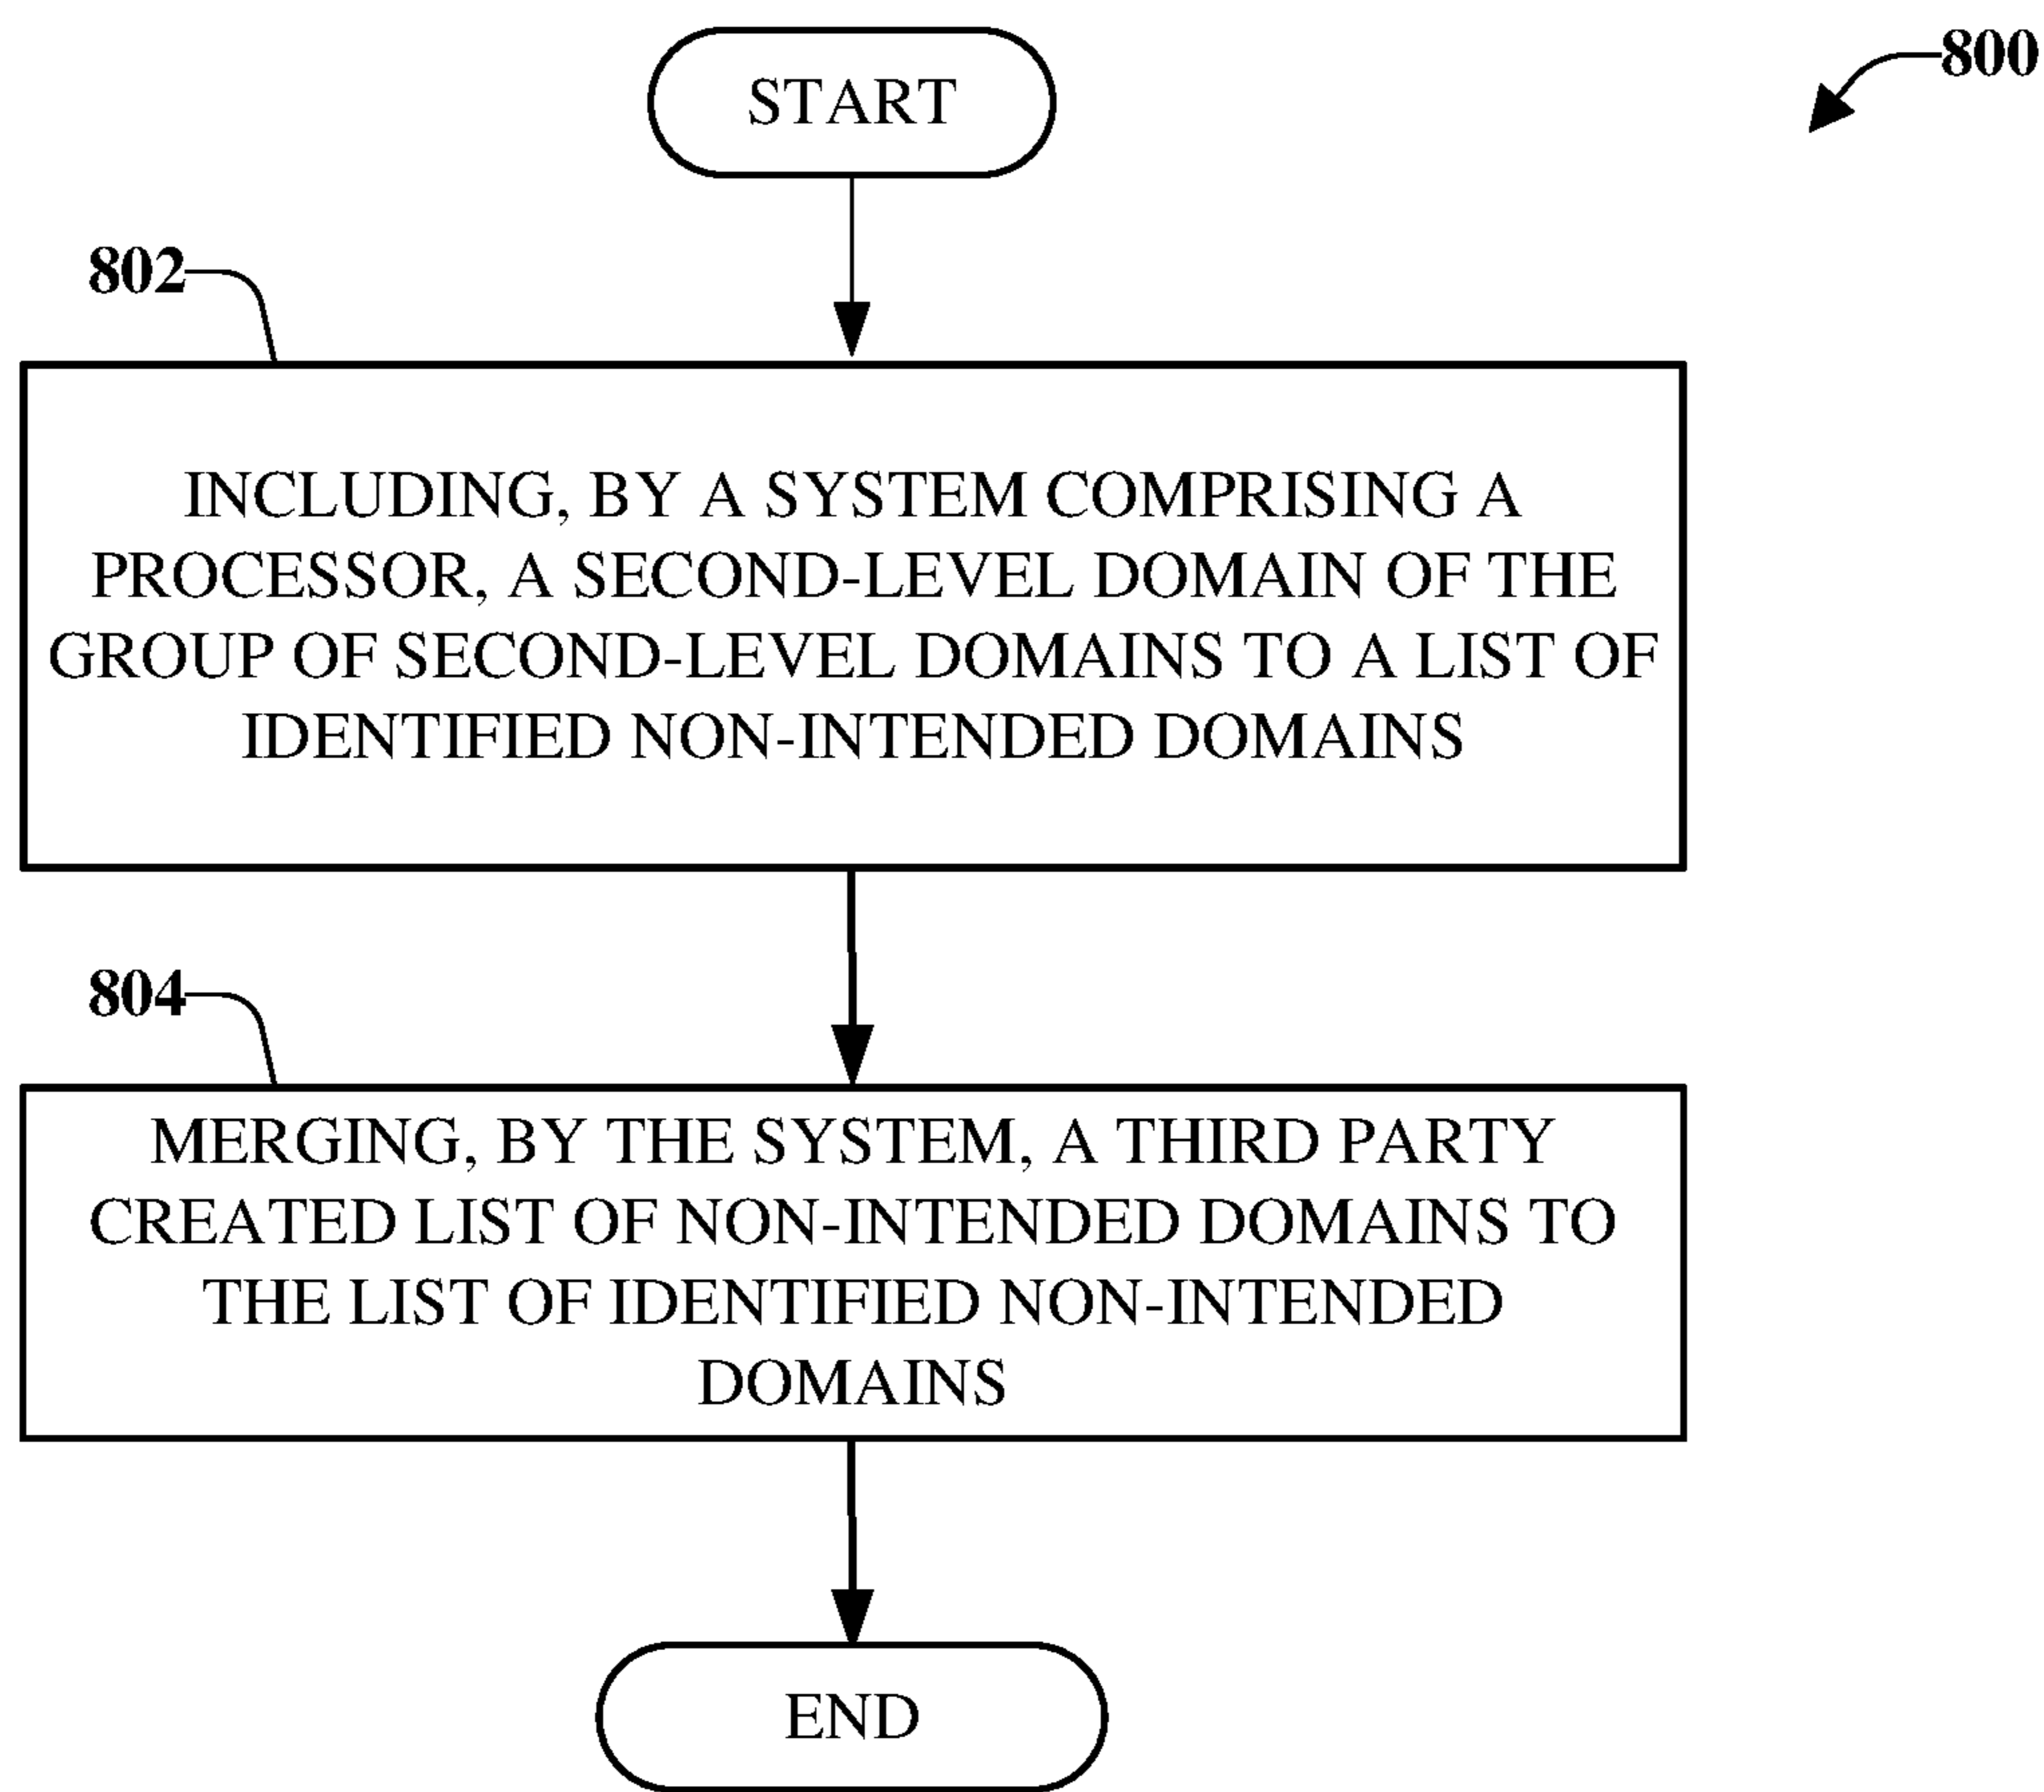 START
800
802
INCLUDING, BY A SYSTEM COMPRISING A
PROCESSOR, A SECOND-LEVEL DOMAIN OF THE
GROUP OF SECOND-LEVEL DOMAINS TO A LIST OF
IDENTIFIED NON-INTENDED DOMAINS
804
MERGING, BY THE SYSTEM, A THIRD PARTY
CREATED LIST OF NON-INTENDED DOMAINS TO
THE LIST OF IDENTIFIED NON-INTENDED
DOMAINS
END